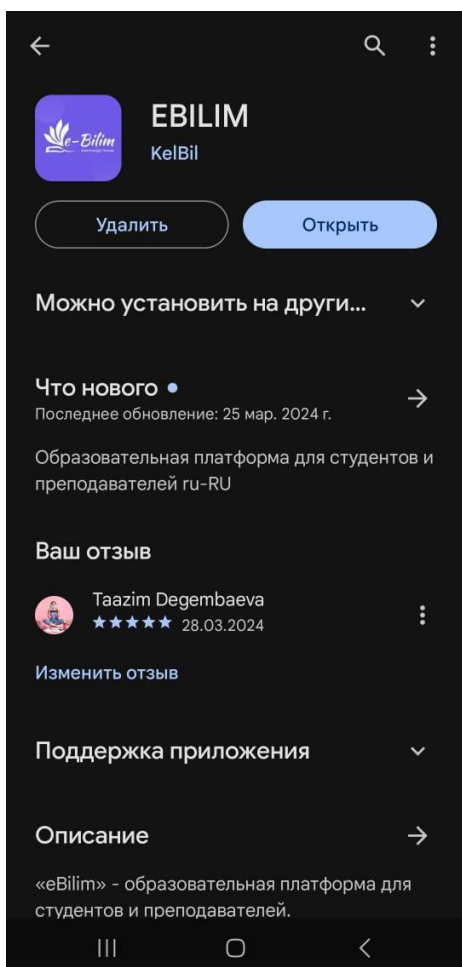 EBILIM
e-Bilim
KelBil
Удалить
Открыть
Можно установить на други...
Что нового
Последнее обновление: 25 мар. 2024 г.
Образовательная платформа для студентов и
преподавателей ru-RU
Ваш отзыв
Taazim Degembaeva
28.03.2024
Изменить отзыв
Поддержка приложения
Описание
«eBilim» - образовательная платформа для
студентов и преподавателей.